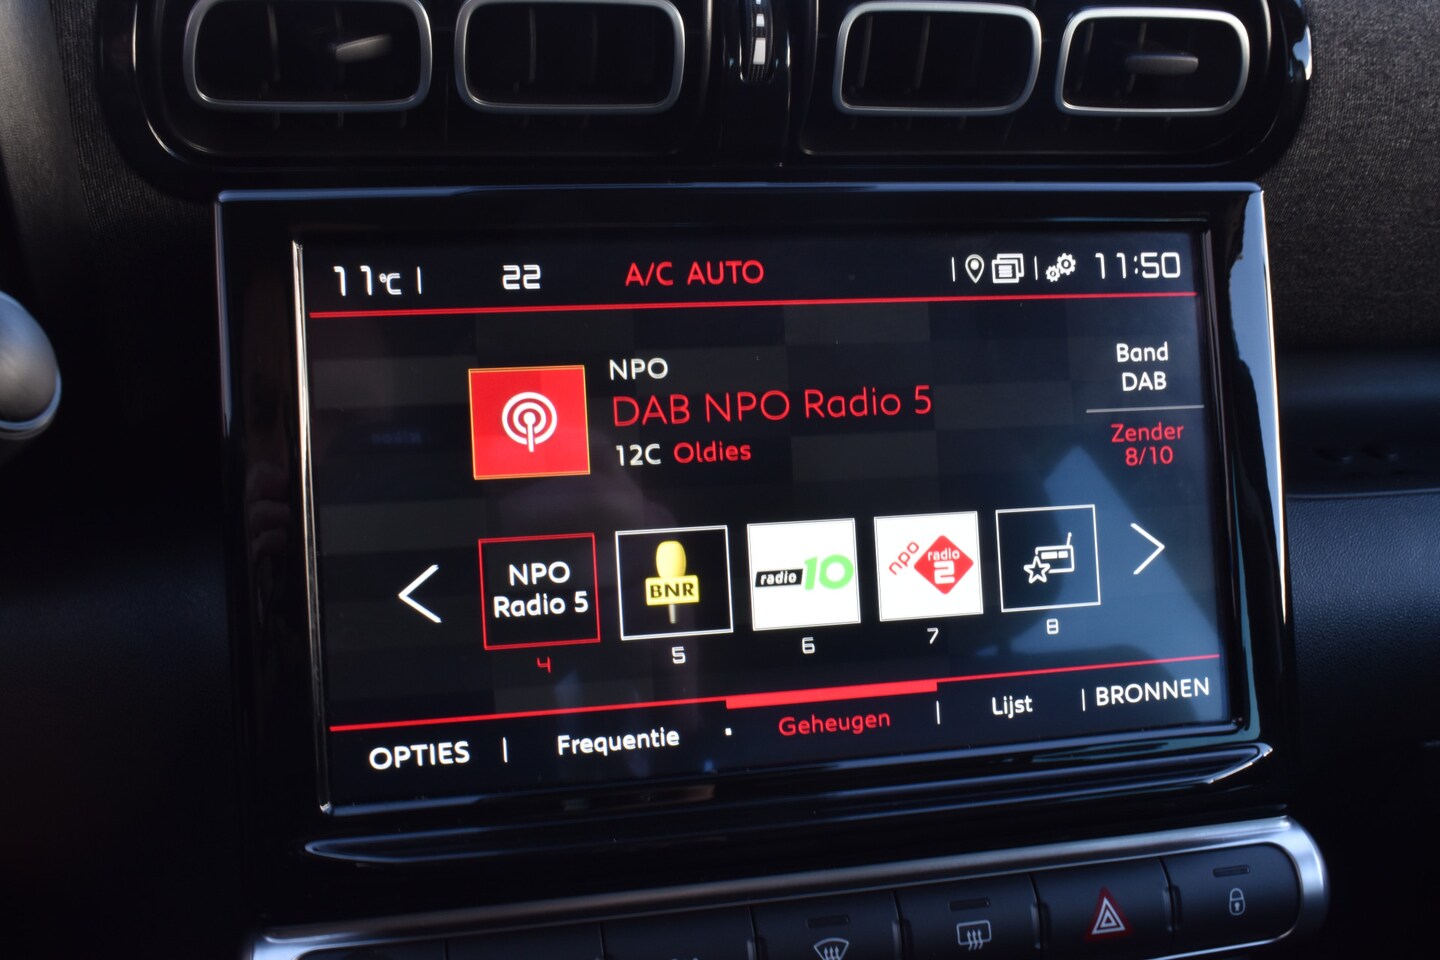 11°C 22 A/C AUTO 11:50
NPO
DAB NPO Radio 5
12C Oldies
Band
DAB
Zender
8/10
NPO
Radio 5
4
BNR
5
radio 10
6
npo radio 2
7
8
OPTIES Frequentie Geheugen Lijst BRONNEN